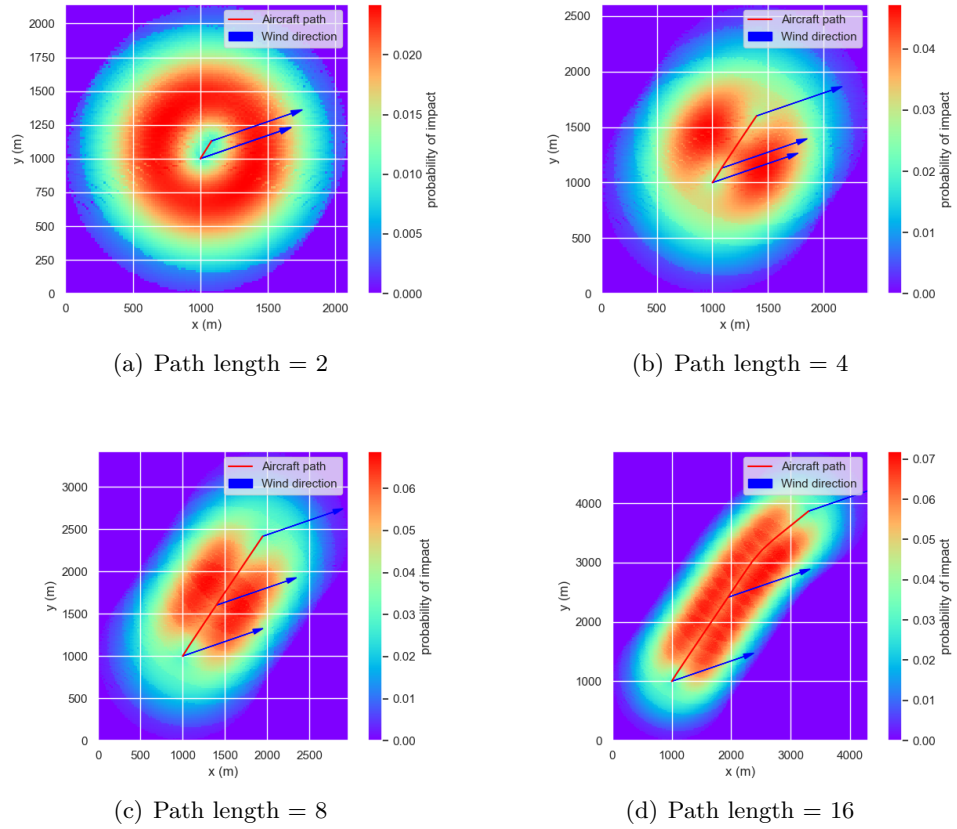 2000
1750
1500
1250
1000
750
500
250
0
y (m)
0 500 1000 1500 2000
x (m)
Aircraft path
Wind direction
0.020
0.015
0.010
0.005
0.000
probability of impact
(a) Path length = 2
2500
2000
1500
1000
500
0
y (m)
0 500 1000 1500 2000
x (m)
Aircraft path
Wind direction
0.04
0.03
0.02
0.01
0.00
probability of impact
(b) Path length = 4
3000
2500
2000
1500
1000
500
0
y (m)
0 500 1000 1500 2000 2500
x (m)
Aircraft path
Wind direction
0.06
0.05
0.04
0.03
0.02
0.01
0.00
probability of impact
(c) Path length = 8
4000
3000
2000
1000
0
y (m)
0 1000 2000 3000 4000
x (m)
Aircraft path
Wind direction
0.07
0.06
0.05
0.04
0.03
0.02
0.01
0.00
probability of impact
(d) Path length = 16